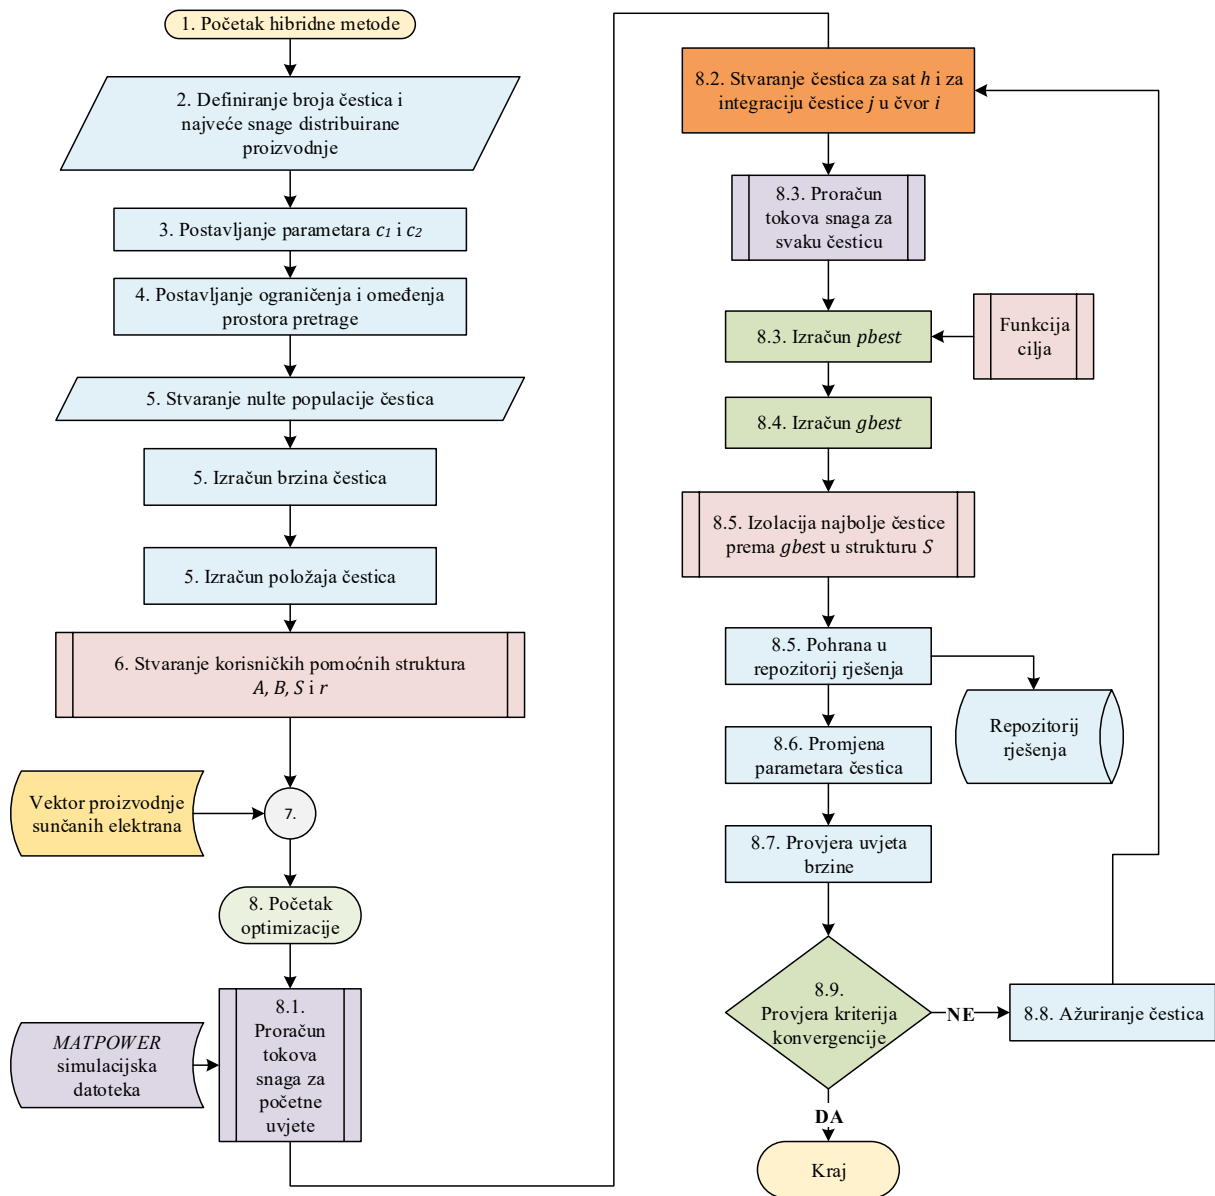 1. Početak hibridne metode
2. Definiranje broja čestica i
najveće snage distribuirane
proizvodnje
3. Postavljanje parametara c₁ i c₂
4. Postavljanje ograničenja i omeđenja
prostora pretrage
5. Stvaranje nulte populacije čestica
5. Izračun brzina čestica
5. Izračun položaja čestica
6. Stvaranje korisničkih pomoćnih struktura
A, B, S i r
Vektor proizvodnje
sunčanih elektrana
7.
8. Početak
optimizacije
MATPOWER
simulacijska
datoteka
8.1.
Proračun
tokova
snaga za
početne
uvjete
8.2. Stvaranje čestica za sat h i za
integraciju čestice j u čvor i
8.3. Proračun
tokova snaga za
svaku česticu
8.3. Izračun pbest
Funkcija
cilja
8.4. Izračun gbest
8.5. Izolacija najbolje čestice
prema gbest u strukturu S
8.5. Pohrana u
repozitorij rješenja
Repozitorij
rješenja
8.6. Promjena
parametara čestica
8.7. Provjera uvjeta
brzine
8.9.
Provjera kriterija
konvergencije
NE
8.8. Ažuriranje čestica
DA
Kraj